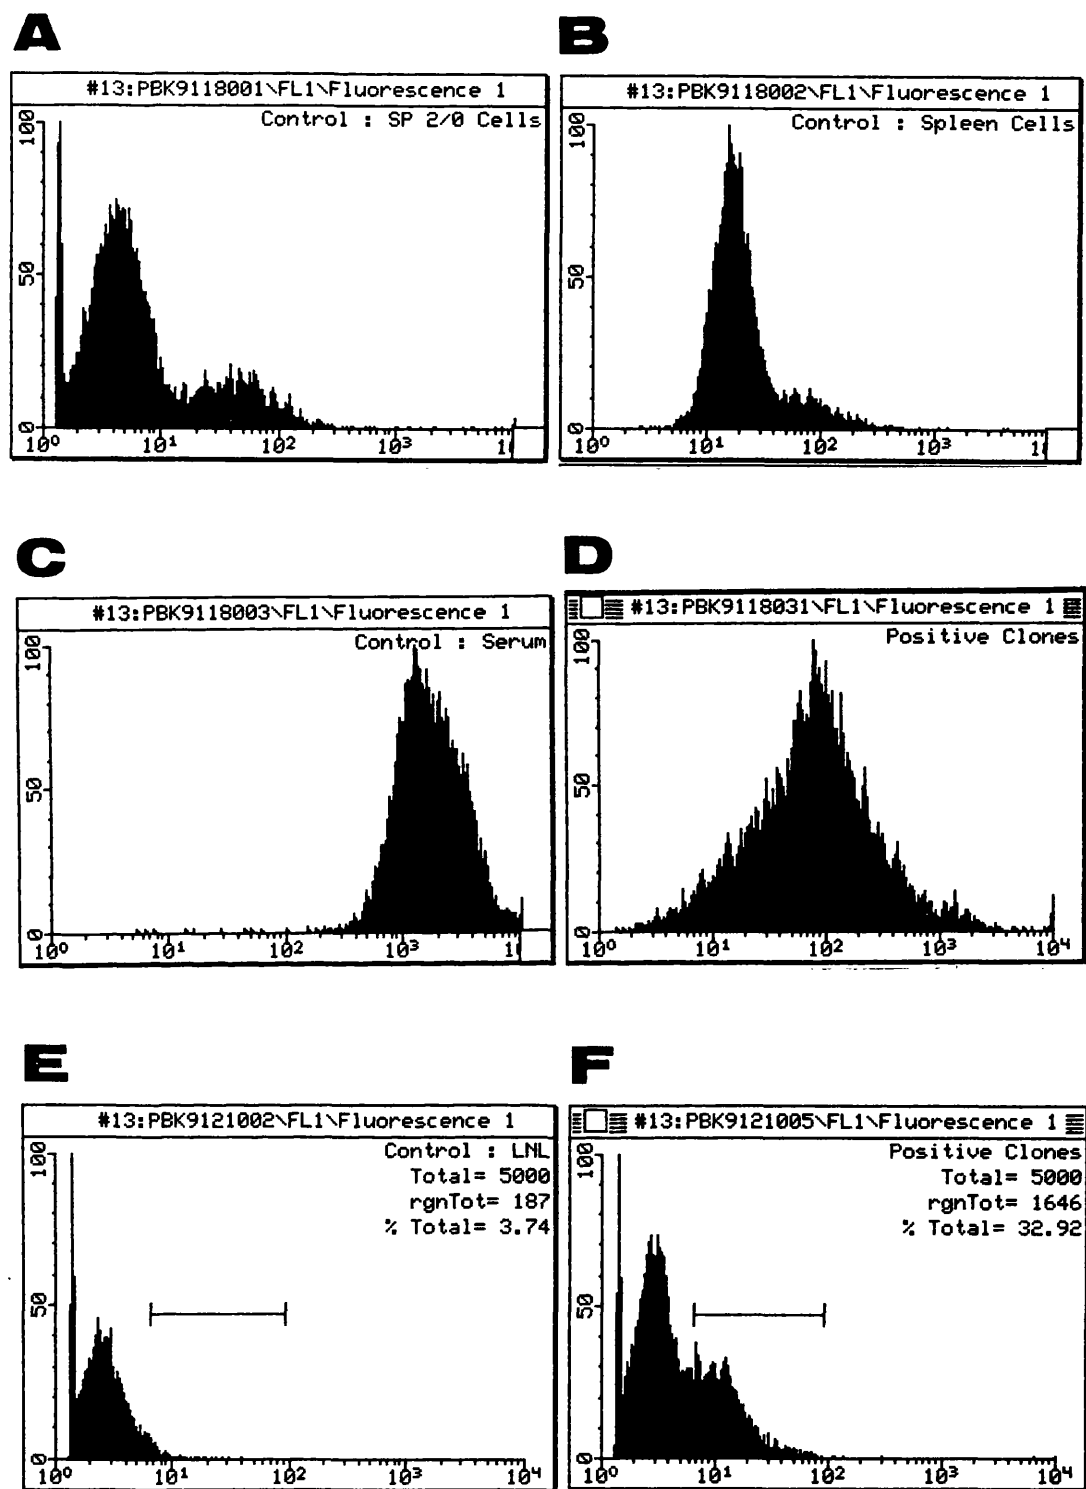 A
#13:PBK9118001\FL1\Fluorescence 1
Control : SP 2/0 Cells
100
50
0
10⁰ 10¹ 10² 10³ 10
B
#13:PBK9118002\FL1\Fluorescence 1
Control : Spleen Cells
100
50
0
10⁰ 10¹ 10² 10³ 10
C
#13:PBK9118003\FL1\Fluorescence 1
Control : Serum
100
50
0
10⁰ 10¹ 10² 10³
D
#13:PBK9118031\FL1\Fluorescence 1
Positive Clones
100
50
0
10⁰ 10¹ 10² 10³ 10⁴
E
#13:PBK9121002\FL1\Fluorescence 1
Control : LNL
Total= 5000
rgnTot= 187
% Total= 3.74
100
50
0
10⁰ 10¹ 10² 10³ 10⁴
F
#13:PBK9121005\FL1\Fluorescence 1
Positive Clones
Total= 5000
rgnTot= 1646
% Total= 32.92
100
50
0
10⁰ 10¹ 10² 10³ 10⁴